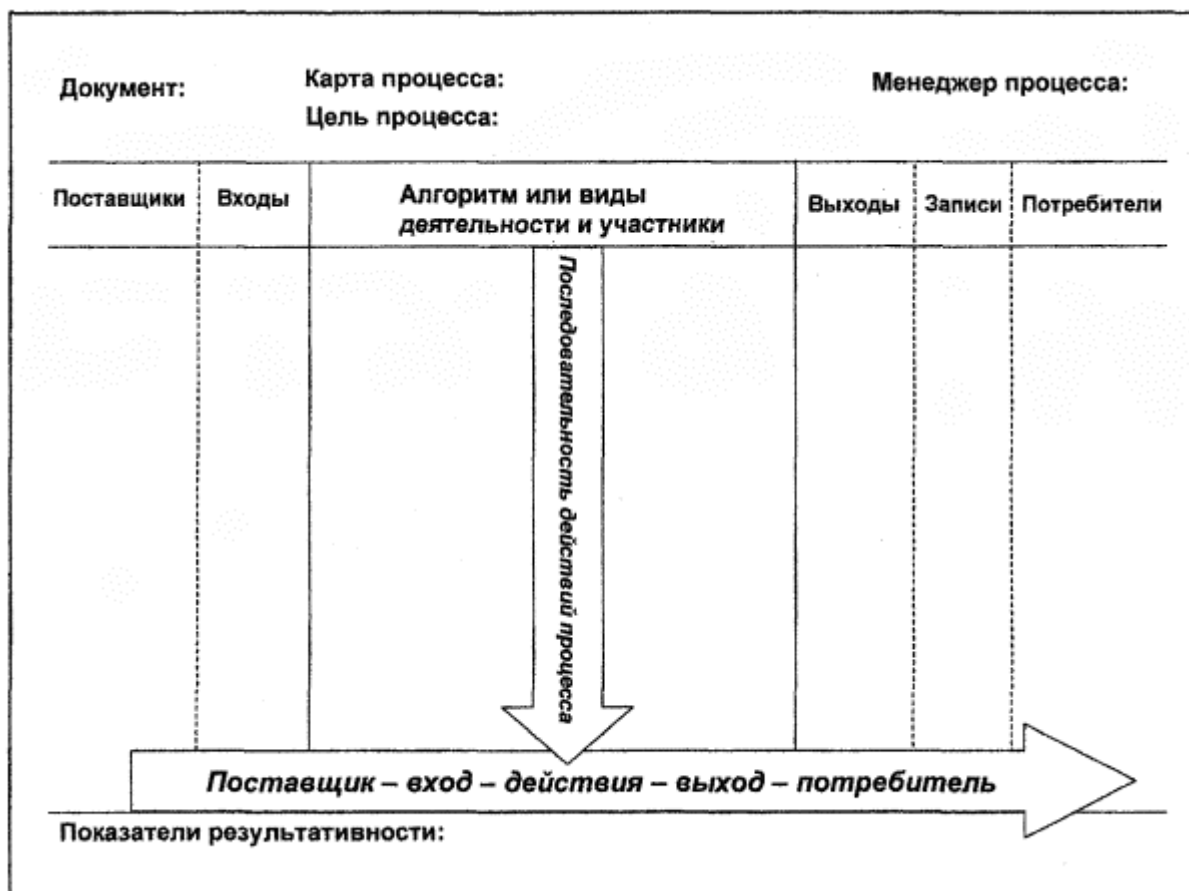 Документ:
Карта процесса:
Менеджер процесса:
Цель процесса:
Поставщики
Входы
Алгоритм или виды
деятельности и участники
Выходы
Записи
Потребители
Последовательность действий процесса
Поставщик – вход – действия – выход – потребитель
Показатели результативности: